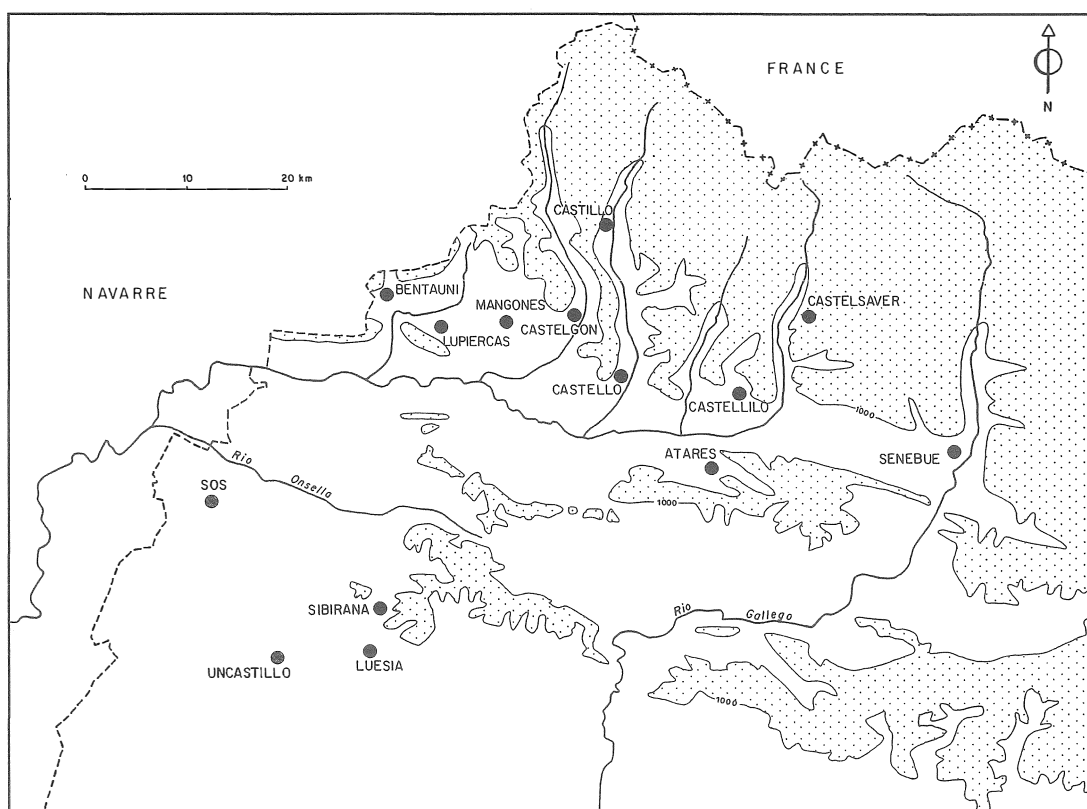 FRANCE
N
0 10 20 km
CASTILLO
NAVARRE
BENTAUNI
MANGONES
CASTELSAVER
CASTELGON
LUPIERCAS
CASTELLO
CASTELLILO
1000
ATARES
SENEBUE
Rio Onsella
SOS
1000
SIBIRANA
Rio Gallego
LUESIA
UNCASTILLO
1000